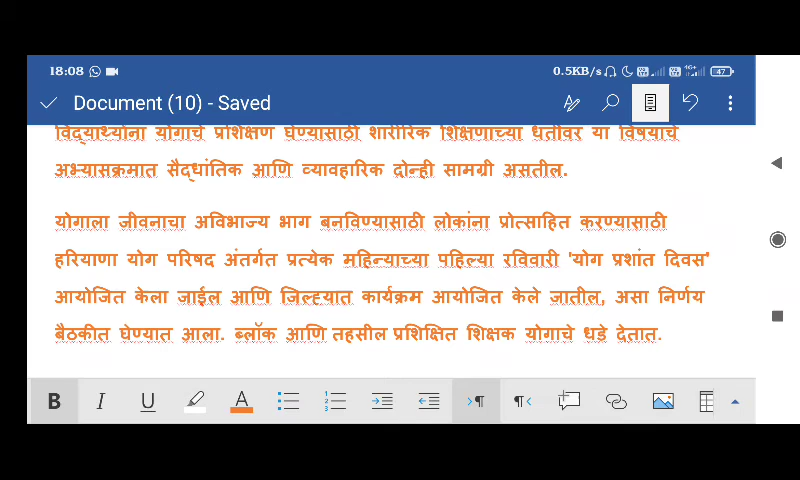 18:08
0.5KB/s 4G+ 47
Document (10) - Saved
विद्यार्थ्यांना योगाचे प्रशिक्षण घेण्यासाठी शारीरिक शिक्षणाच्या धर्तीवर या विषयाचे
अभ्यासक्रमात सैद्धांतिक आणि व्यावहारिक दोन्ही सामग्री असतील.
योगाला जीवनाचा अविभाज्य भाग बनविण्यासाठी लोकांना प्रोत्साहित करण्यासाठी
हरियाणा योग परिषद अंतर्गत प्रत्येक महिन्याच्या पहिल्या रविवारी 'योग प्रशांत दिवस'
आयोजित केला जाईल आणि जिल्ह्यात कार्यक्रम आयोजित केले जातील, असा निर्णय
बैठकीत घेण्यात आला. ब्लॉक आणि तहसील प्रशिक्षित शिक्षक योगाचे धडे देतात.
B I U A